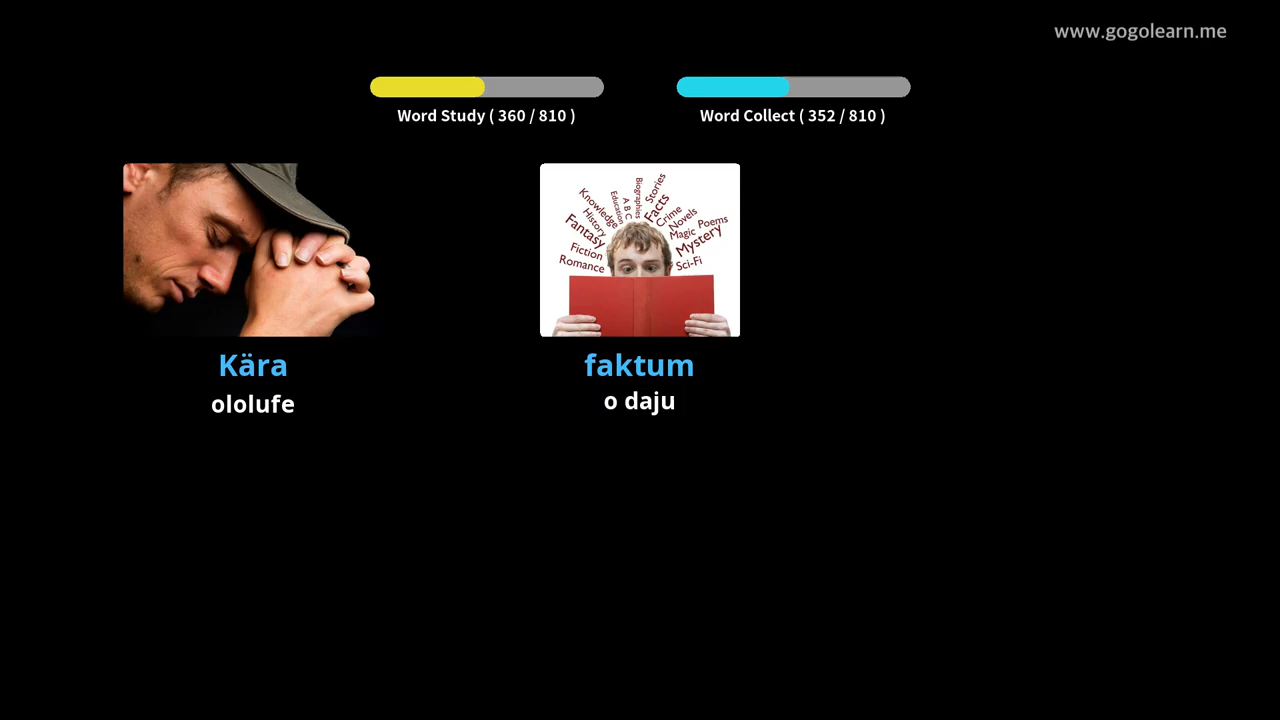 www.gogolearn.me
Word Study ( 360 / 810 )
Word Collect ( 352 / 810 )
Knowledge
Education
A B C
Biographies
Stories
Facts
Crime
Novels
Magic
Poems
Mystery
Sci-Fi
History
Fantasy
Fiction
Romance
Kära
ololufe
faktum
o daju